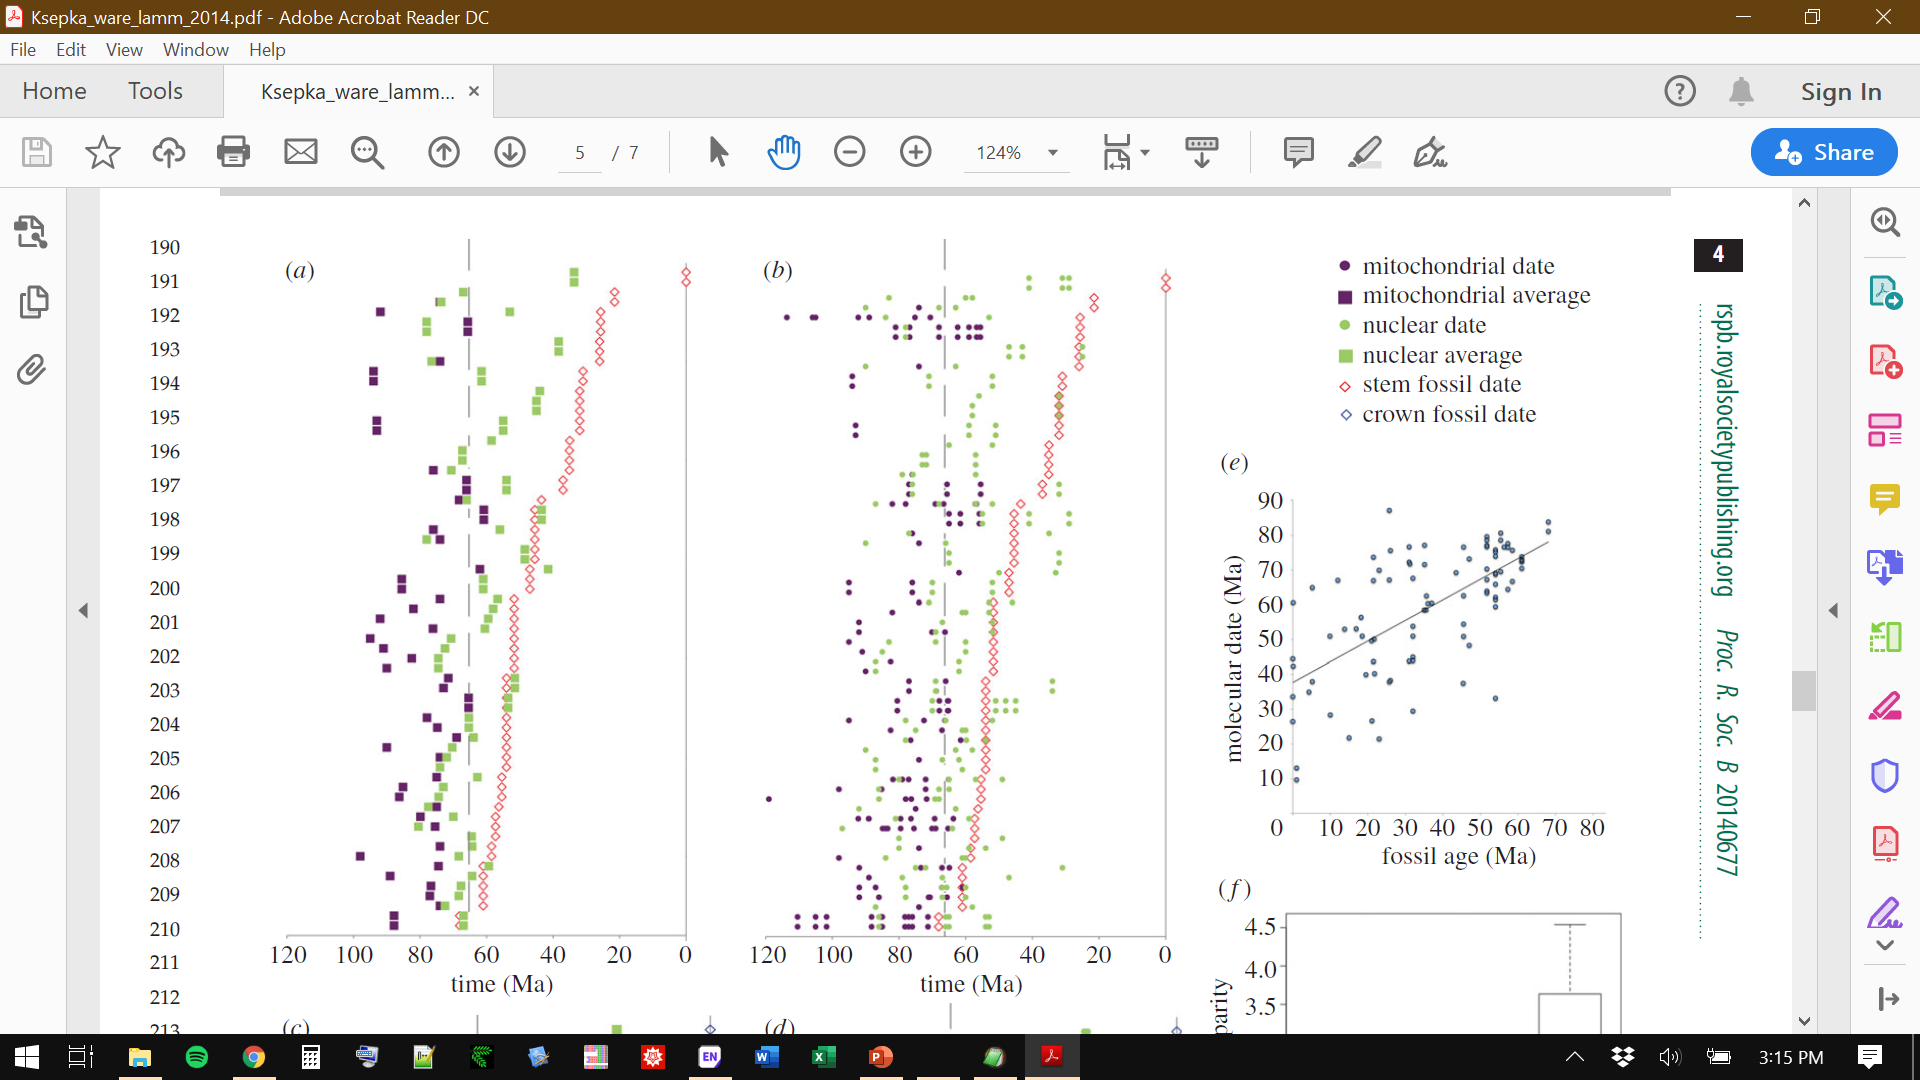 Ksepka_ware_lamm_2014.pdf - Adobe Acrobat Reader DC
File Edit View Window Help
Home Tools Ksepka_ware_lamm... × Sign In
5 / 7 124% Share
190
191
192
193
194
195
196
197
198
199
200
201
202
203
204
205
206
207
208
209
210
211
212
213
(a)
120 100 80 60 40 20 0
time (Ma)
(b)
120 100 80 60 40 20 0
time (Ma)
mitochondrial date
mitochondrial average
nuclear date
nuclear average
stem fossil date
crown fossil date
(e)
molecular date (Ma)
90
80
70
60
50
40
30
20
10
0 10 20 30 40 50 60 70 80
fossil age (Ma)
(f)
4.5
4.0
3.5
parity
(c)
(d)
4
rspb.royalsocietypublishing.org Proc. R. Soc. B 20140677
EN
3:15 PM